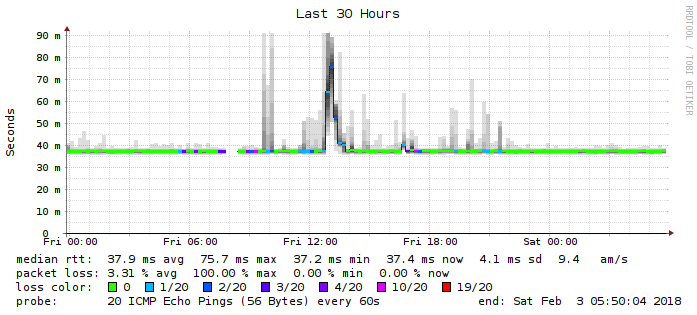 Last 30 Hours
RRDTOOL / TOBI OETIKER
Seconds
90 m
80 m
70 m
60 m
50 m
40 m
30 m
20 m
10 m
0
Fri 00:00 Fri 06:00 Fri 12:00 Fri 18:00 Sat 00:00
median rtt: 37.9 ms avg 75.7 ms max 37.2 ms min 37.4 ms now 4.1 ms sd 9.4 am/s
packet loss: 3.31 % avg 100.00 % max 0.00 % min 0.00 % now
loss color: 0 1/20 2/20 3/20 4/20 10/20 19/20
probe: 20 ICMP Echo Pings (56 Bytes) every 60s end: Sat Feb 3 05:50:04 2018